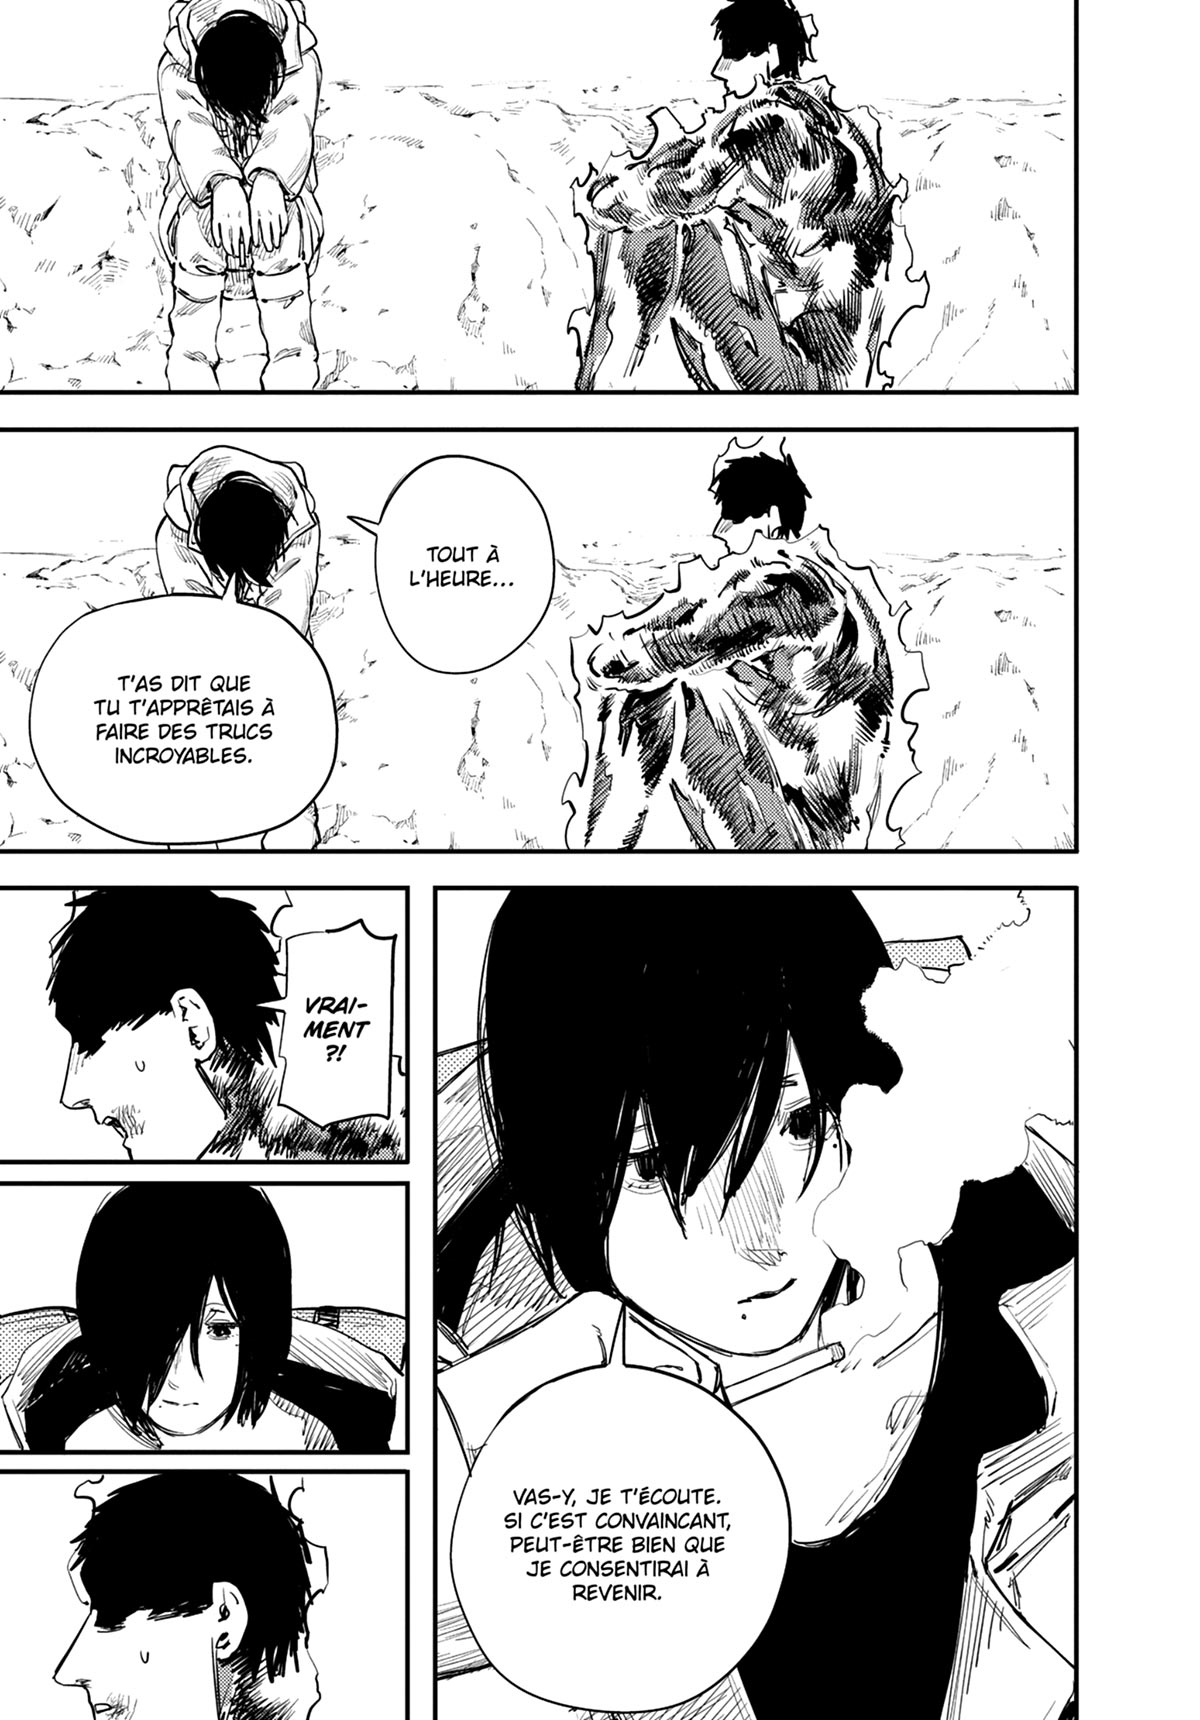 TOUT À
L'HEURE...
T'AS DIT QUE
TU T'APPRÊTAIS À
FAIRE DES TRUCS
INCROYABLES.
VAS-Y, JE T'ÉCOUTE.
SI C'EST CONVAINCANT,
PEUT-ÊTRE BIEN QUE
JE CONSENTIRAI À
REVENIR.
VRAI-
MENT
?!